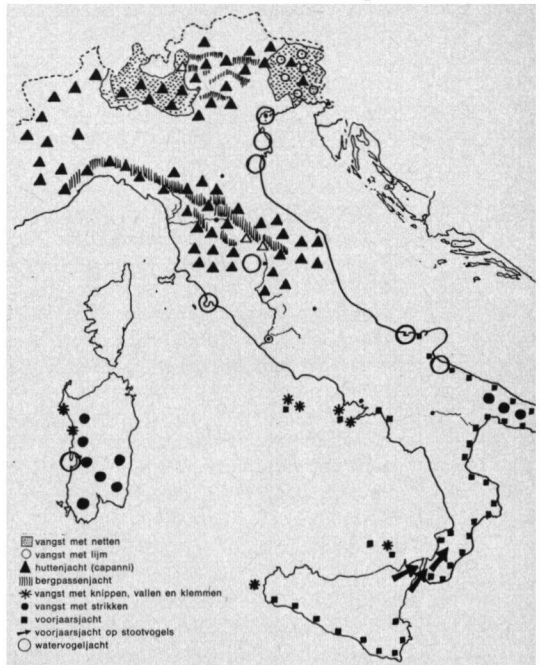 vangst met netten
vangst met lijm
huttenjacht (capanni)
bergpassenjacht
vangst met knippen, vallen en klemmen
vangst met strikken
voorjaarsjacht
voorjaarsjacht op stootvogels
watervogeljacht